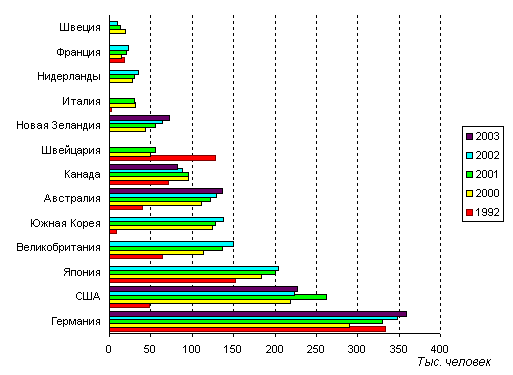 Швеция
Франция
Нидерланды
Италия
Новая Зеландия
Швейцария
Канада
Австралия
Южная Корея
Великобритания
Япония
США
Германия
0 50 100 150 200 250 300 350 400
Тыс. человек
2003
2002
2001
2000
1992